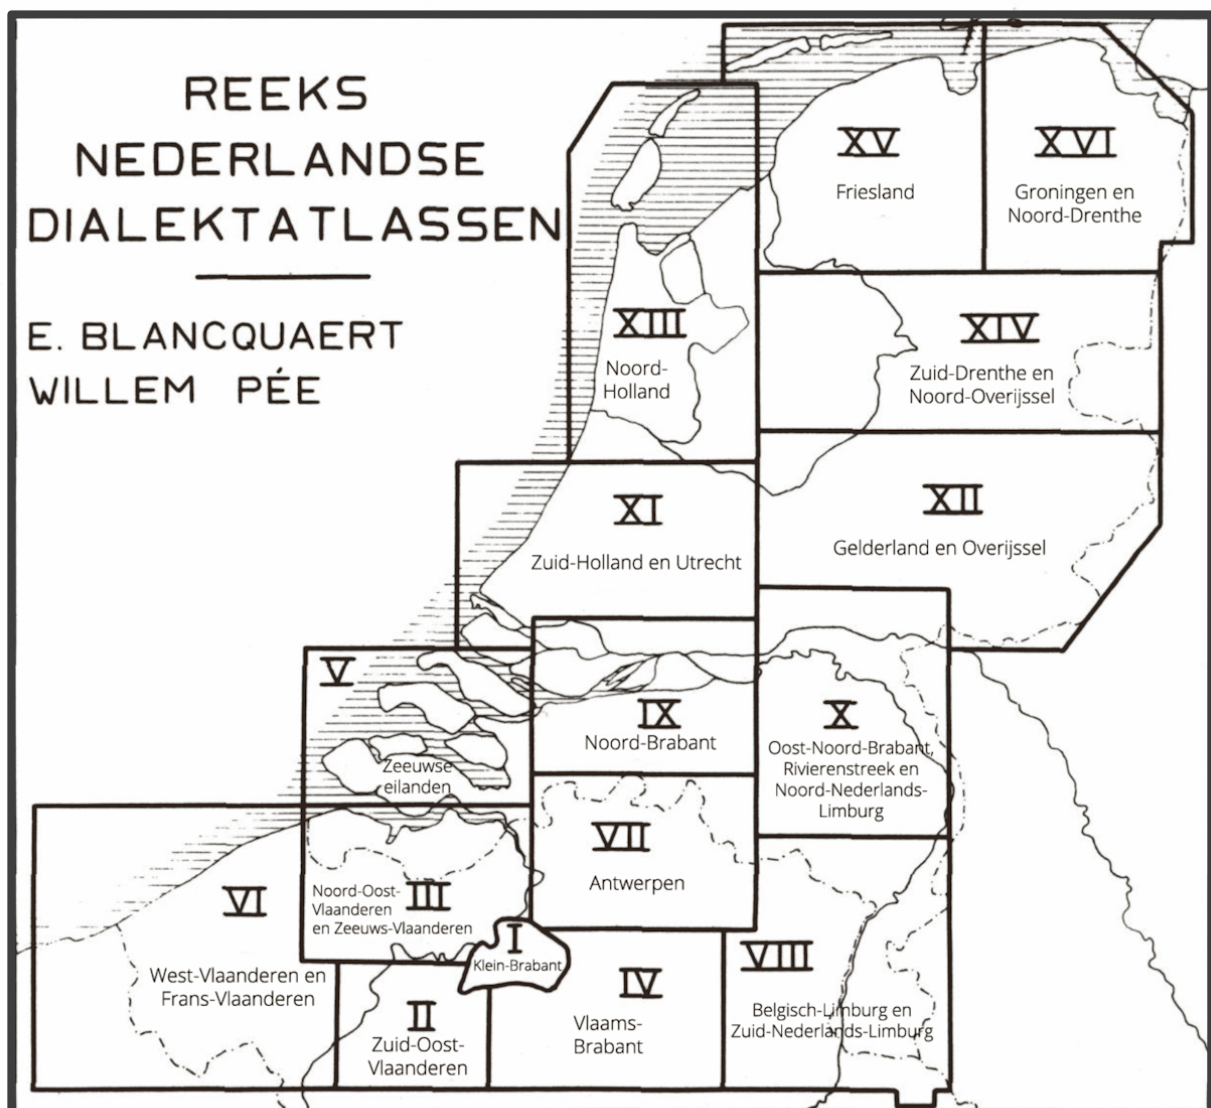 REEKS
NEDERLANDSE
DIALEKTATLASSEN
E. BLANCQUAERT
WILLEM PÉE
XV
Friesland
XVI
Groningen en
Noord-Drenthe
XIII
Noord-
Holland
XIV
Zuid-Drenthe en
Noord-Overijssel
XI
Zuid-Holland en Utrecht
XII
Gelderland en Overijssel
V
Zeeuwse
eilanden
IX
Noord-Brabant
X
Oost-Noord-Brabant,
Rivierenstreek en
Noord-Nederlands-
Limburg
VII
Antwerpen
VI
West-Vlaanderen en
Frans-Vlaanderen
III
Noord-Oost-
Vlaanderen
en Zeeuws-Vlaanderen
I
Klein-Brabant
II
Zuid-Oost-
Vlaanderen
IV
Vlaams-
Brabant
VIII
Belgisch-Limburg en
Zuid-Nederlands-Limburg